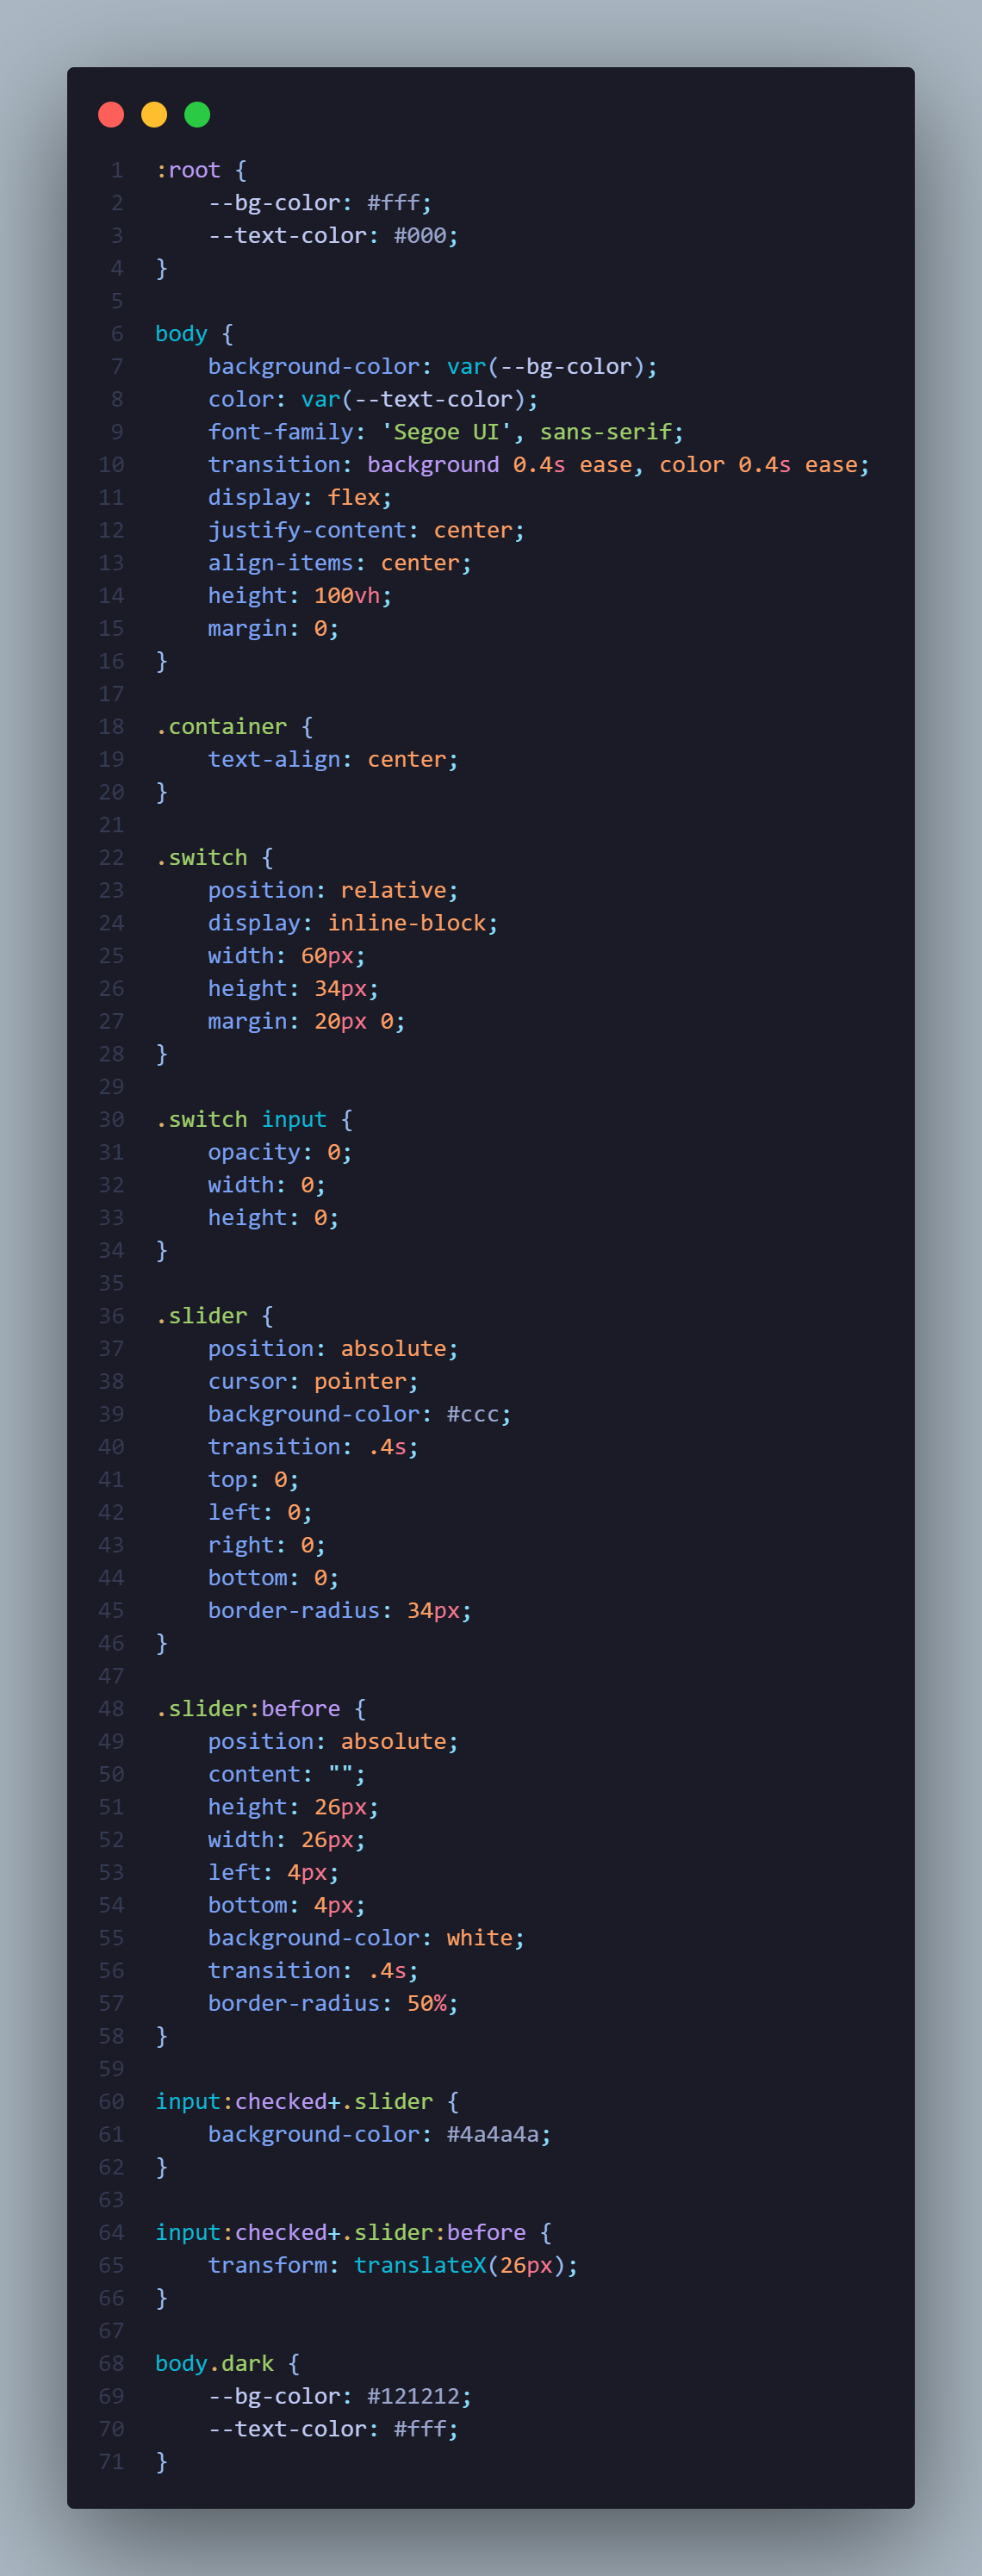 1 :root {
2     --bg-color: #fff;
3     --text-color: #000;
4 }
5
6 body {
7     background-color: var(--bg-color);
8     color: var(--text-color);
9     font-family: 'Segoe UI', sans-serif;
10     transition: background 0.4s ease, color 0.4s ease;
11     display: flex;
12     justify-content: center;
13     align-items: center;
14     height: 100vh;
15     margin: 0;
16 }
17
18 .container {
19     text-align: center;
20 }
21
22 .switch {
23     position: relative;
24     display: inline-block;
25     width: 60px;
26     height: 34px;
27     margin: 20px 0;
28 }
29
30 .switch input {
31     opacity: 0;
32     width: 0;
33     height: 0;
34 }
35
36 .slider {
37     position: absolute;
38     cursor: pointer;
39     background-color: #ccc;
40     transition: .4s;
41     top: 0;
42     left: 0;
43     right: 0;
44     bottom: 0;
45     border-radius: 34px;
46 }
47
48 .slider:before {
49     position: absolute;
50     content: "";
51     height: 26px;
52     width: 26px;
53     left: 4px;
54     bottom: 4px;
55     background-color: white;
56     transition: .4s;
57     border-radius: 50%;
58 }
59
60 input:checked+.slider {
61     background-color: #4a4a4a;
62 }
63
64 input:checked+.slider:before {
65     transform: translateX(26px);
66 }
67
68 body.dark {
69     --bg-color: #121212;
70     --text-color: #fff;
71 }